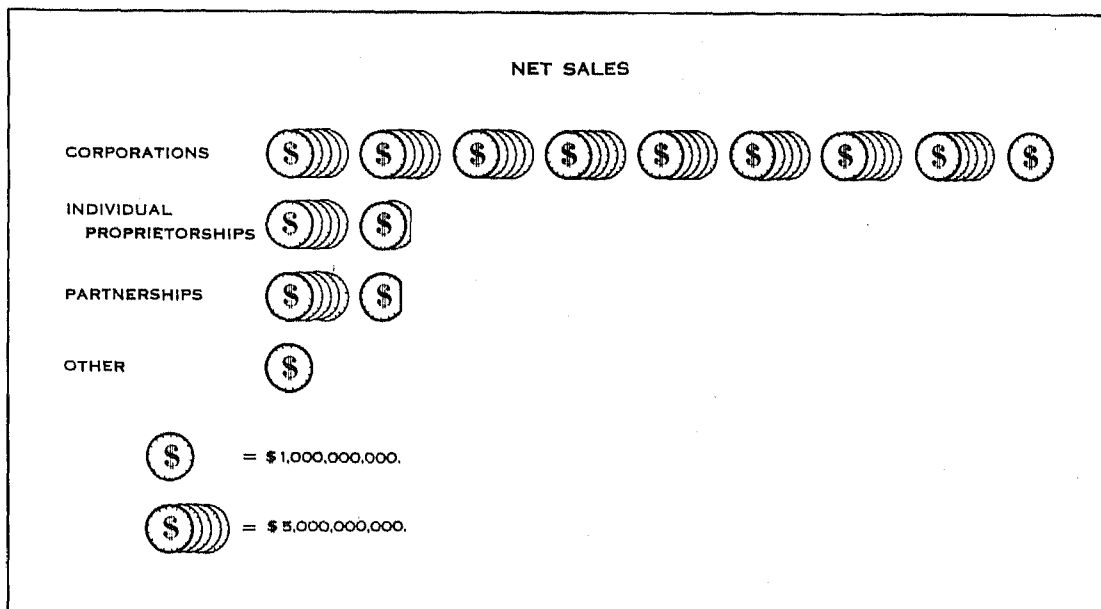 NET SALES
CORPORATIONS $ $ $ $ $ $ $ $ $
INDIVIDUAL
PROPRIETORSHIPS $ $
PARTNERSHIPS $ $
OTHER $
$ = $1,000,000,000.
$ = $5,000,000,000.